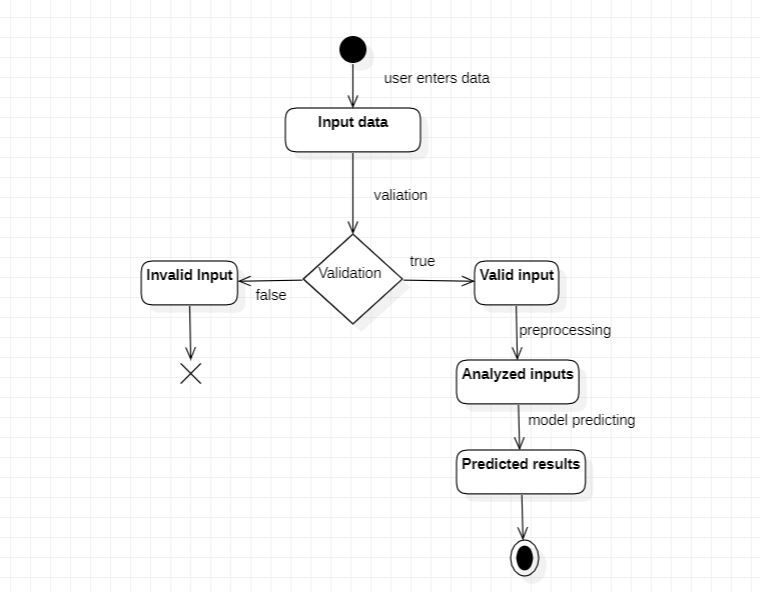 user enters data
Input data
valiation
Validation
true
false
Invalid Input
Valid input
preprocessing
Analyzed inputs
model predicting
Predicted results